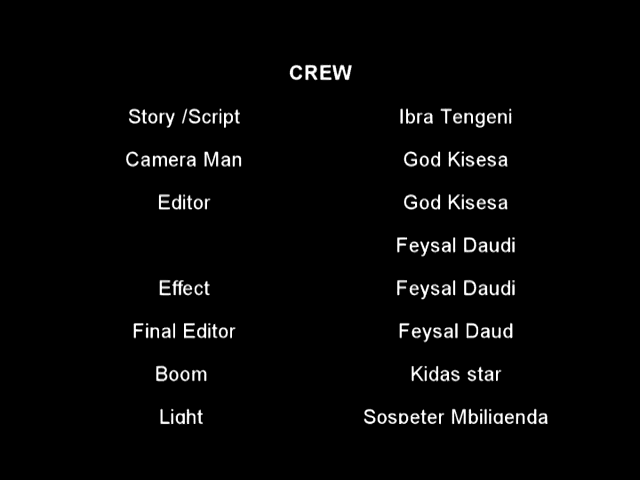 CREW
Story /Script Ibra Tengeni
Camera Man God Kisesa
Editor God Kisesa
Feysal Daudi
Effect Feysal Daudi
Final Editor Feysal Daud
Boom Kidas star
Light Sospeter Mbiligenda